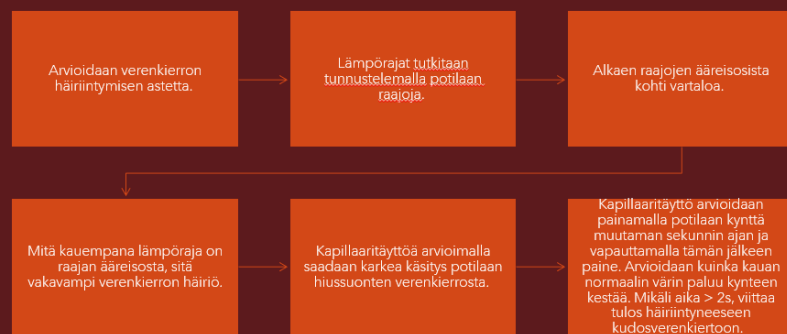 Arvioidaan verenkierron
häiriintymisen astetta.
Lämpörajat tutkitaan
tunnustelemalla potilaan
raajoja.
Alkaen raajojen ääreisosista
kohti vartaloa.
Mitä kauempana lämpöraja on
raajan ääreisosta, sitä
vakavampi verenkierron häiriö.
Kapillaaritäyttöä arvioimalla
saadaan karkea käsitys potilaan
hiussuonten verenkierrosta.
Kapillaaritäyttö arvioidaan
painamalla potilaan kynttä
muutaman sekunnin ajan ja
vapauttamalla tämän jälkeen
paine. Arvioidaan kuinka kauan
normaalin värin paluu kynteen
kestää. Mikäli aika > 2s, viittaa
tulos häiriintyneeseen
kudosverenkiertoon.